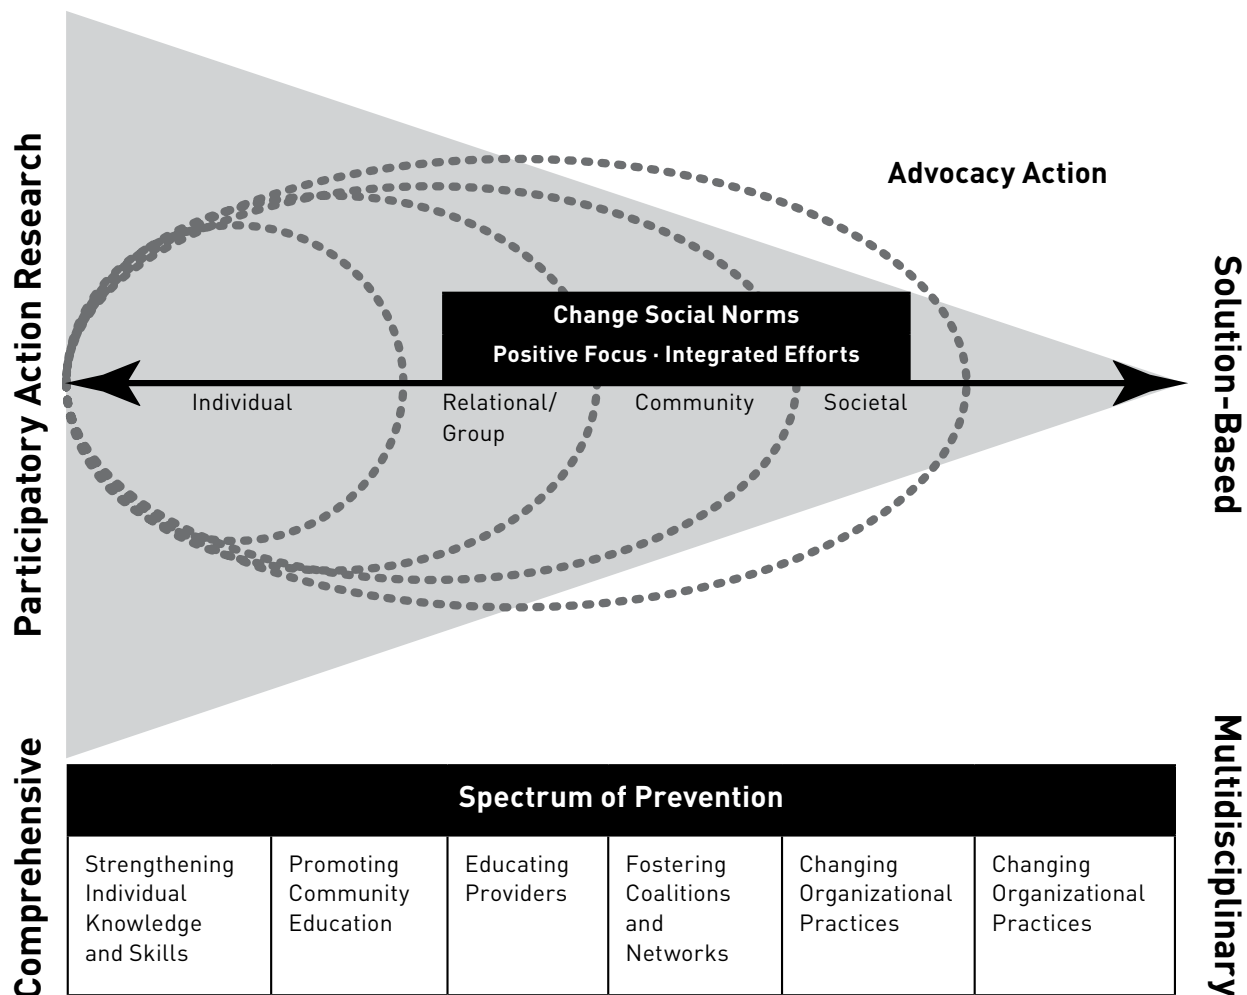 Participatory Action Research
Advocacy Action
Solution-Based
Change Social Norms
Positive Focus · Integrated Efforts
Individual
Relational/
Group
Community
Societal
Comprehensive
Multidisciplinary
Spectrum of Prevention
Strengthening
Individual
Knowledge
and Skills
Promoting
Community
Education
Educating
Providers
Fostering
Coalitions
and
Networks
Changing
Organizational
Practices
Changing
Organizational
Practices